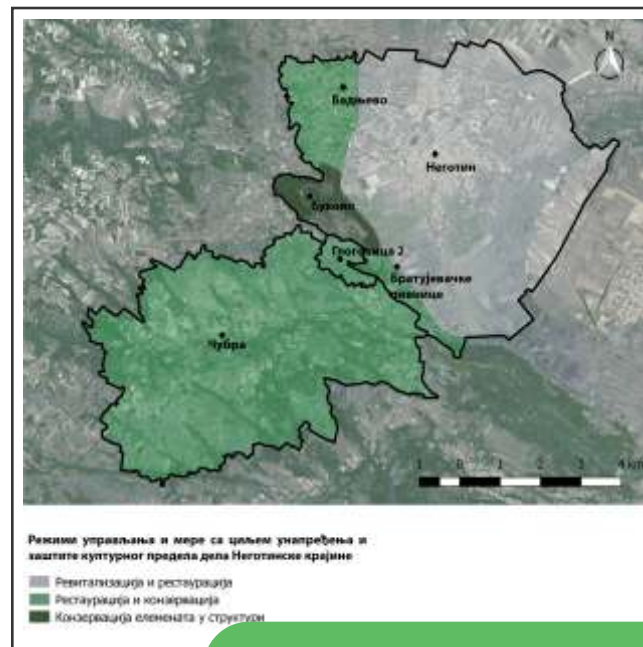 N
Бадњево
Неготин
Буково
Глоговица 2
Братујевачке
пивнице
Чубра
1 0 1 2 3 4 km
Режими управљања и мере са циљем унапређења и
заштите културног предела дела Неготинске крајине
Ревитализација и рестаурација
Рестаурација и конзервација
Конзервација елемената у структури